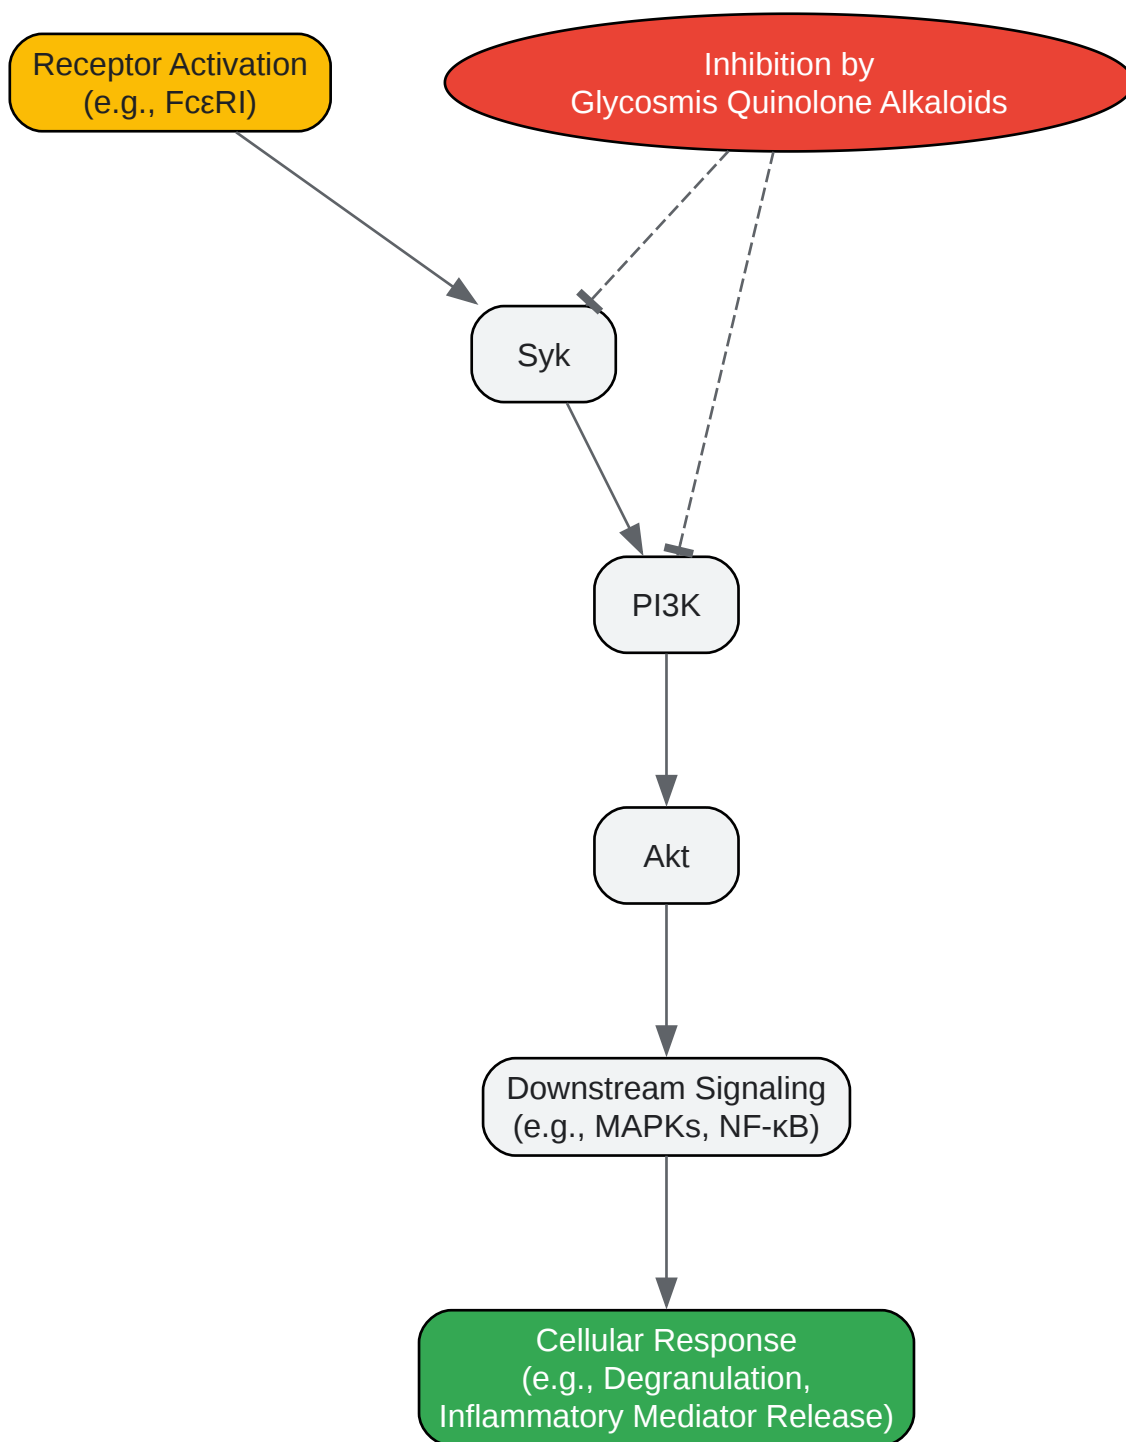 Receptor Activation
(e.g., FcεRI)
Inhibition by
Glycosmis Quinolone Alkaloids
Syk
PI3K
Akt
Downstream Signaling
(e.g., MAPKs, NF-κB)
Cellular Response
(e.g., Degranulation,
Inflammatory Mediator Release)